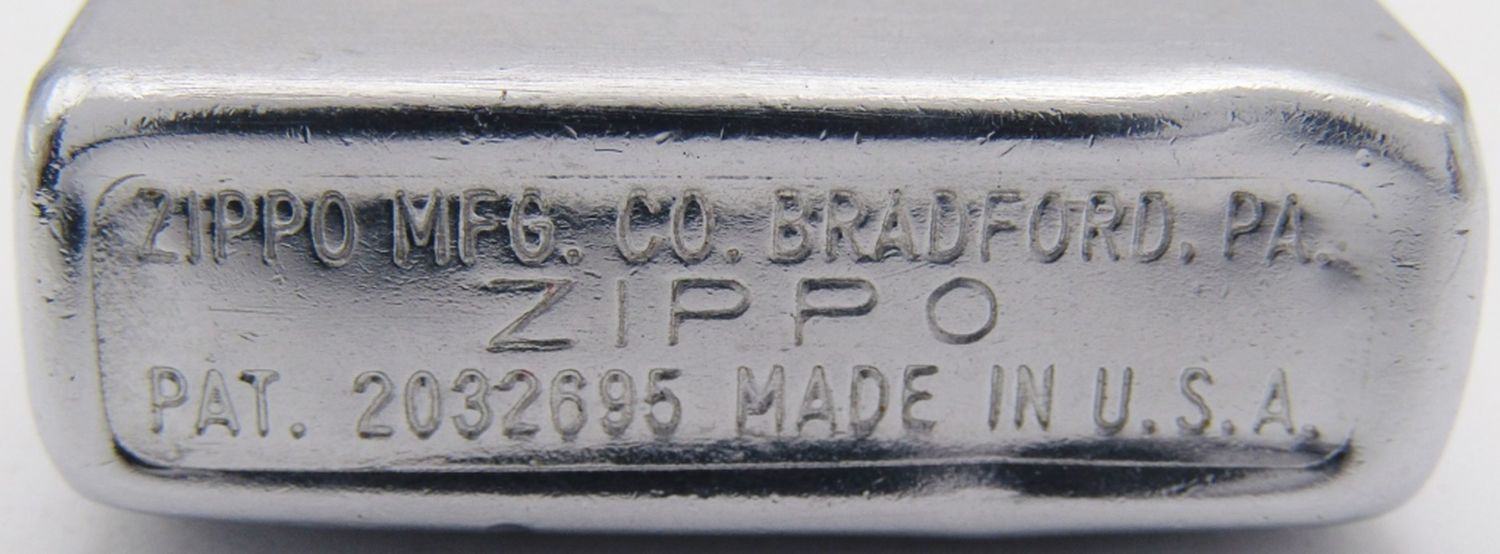 ZIPPO MFG. CO. BRADFORD, PA.
ZIPPO
PAT. 2032695 MADE IN U.S.A.